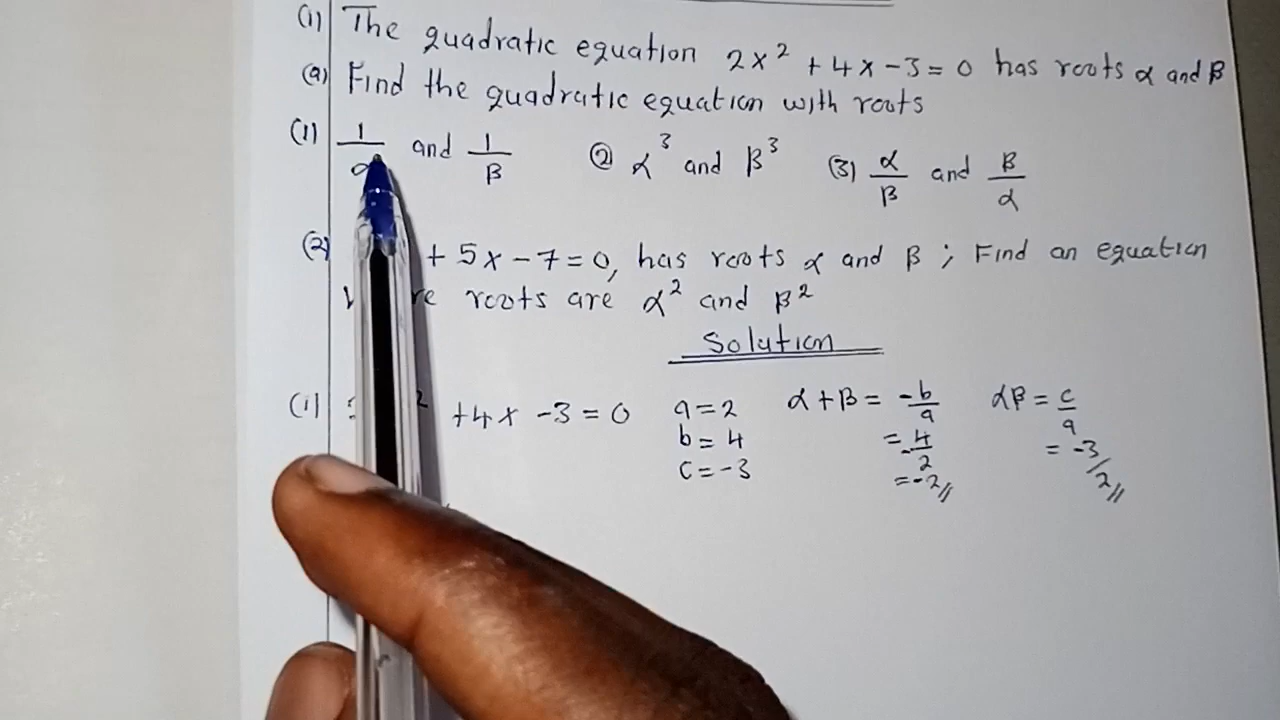 (1) The quadratic equation 2x² + 4x - 3 = 0 has roots α and β
(a) Find the quadratic equation with roots
(1) 1/α and 1/β ② α³ and β³ (3) α/β and β/α
(2) + 5x - 7 = 0, has roots α and β ; Find an equation
roots are α² and β²
Solution
(1) ² + 4x - 3 = 0 a = 2 α + β = -b/a αβ = c/a
b = 4 = -4/2 = -3/2//
c = -3 = -2//